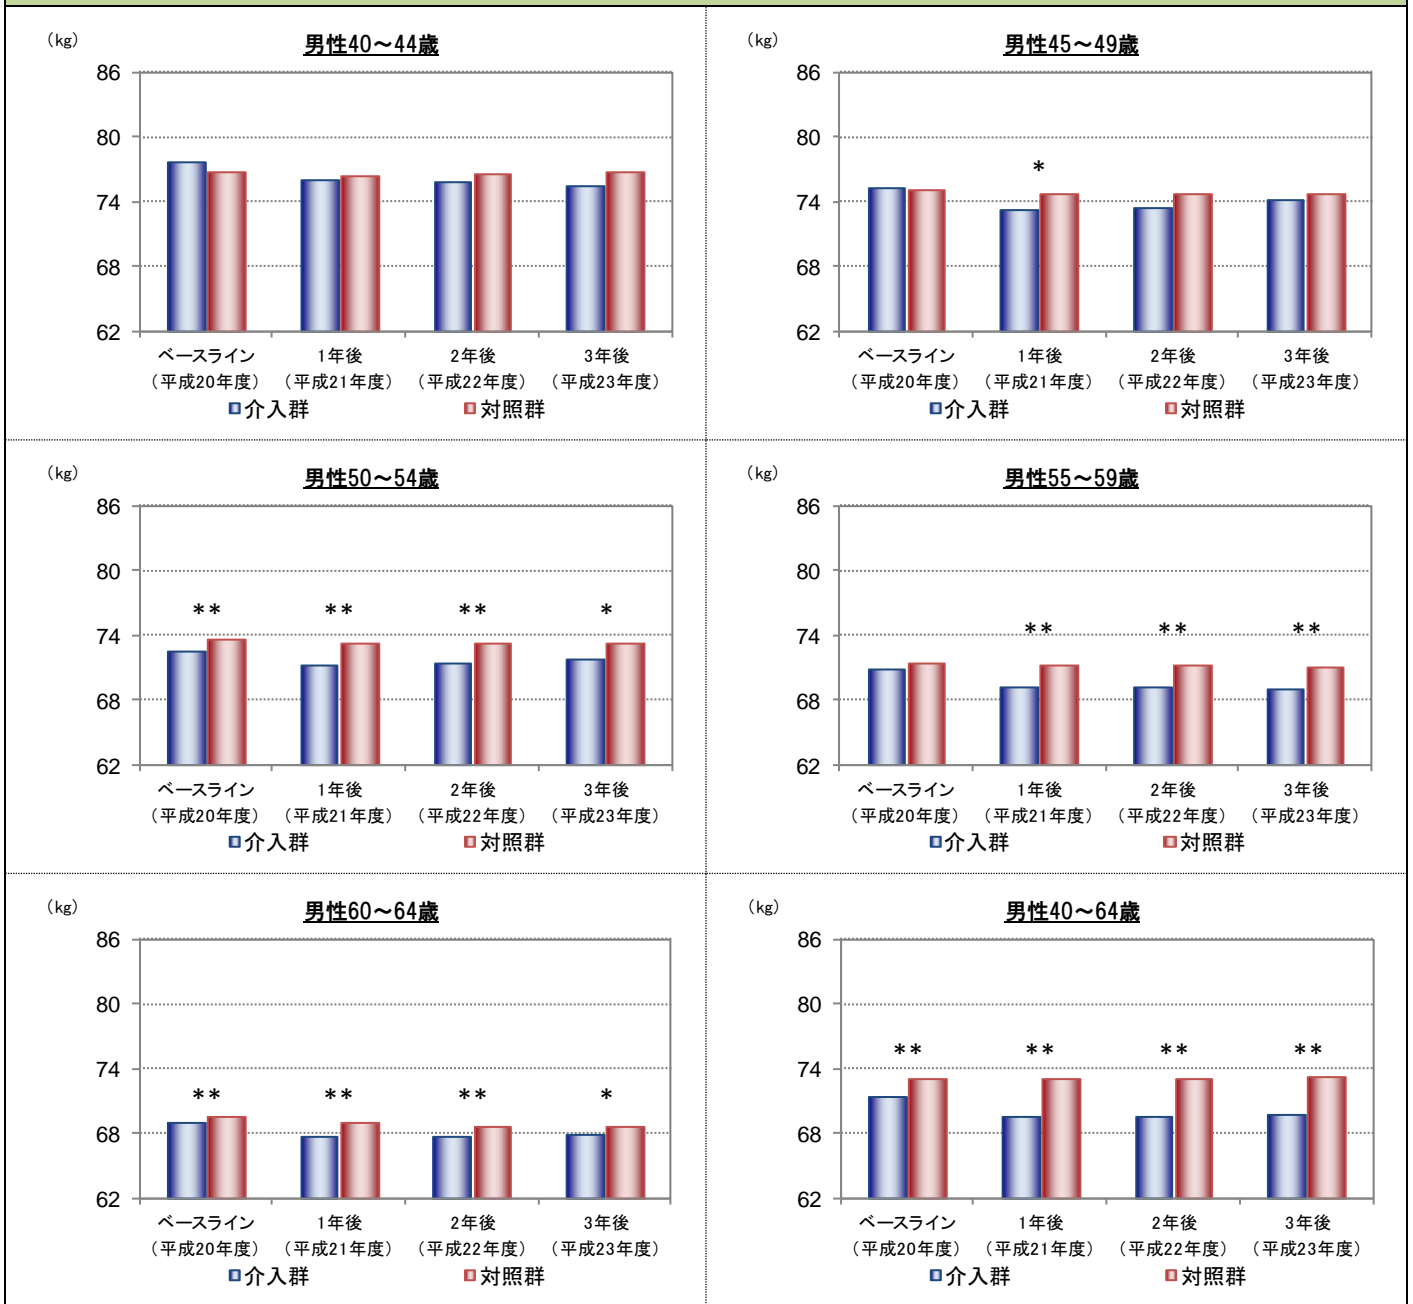 (kg)
男性40～44歳
86
80
74
68
62
ベースライン 1年後 2年後 3年後
（平成20年度） （平成21年度） （平成22年度） （平成23年度）
介入群 対照群
(kg)
男性45～49歳
86
80
*
74
68
62
ベースライン 1年後 2年後 3年後
（平成20年度） （平成21年度） （平成22年度） （平成23年度）
介入群 対照群
(kg)
男性50～54歳
86
80
** ** ** *
74
68
62
ベースライン 1年後 2年後 3年後
（平成20年度） （平成21年度） （平成22年度） （平成23年度）
介入群 対照群
(kg)
男性55～59歳
86
80
74
** ** **
68
62
ベースライン 1年後 2年後 3年後
（平成20年度） （平成21年度） （平成22年度） （平成23年度）
介入群 対照群
(kg)
男性60～64歳
86
80
74
** ** ** *
68
62
ベースライン 1年後 2年後 3年後
（平成20年度） （平成21年度） （平成22年度） （平成23年度）
介入群 対照群
(kg)
男性40～64歳
86
80
** ** ** **
74
68
62
ベースライン 1年後 2年後 3年後
（平成20年度） （平成21年度） （平成22年度） （平成23年度）
介入群 対照群